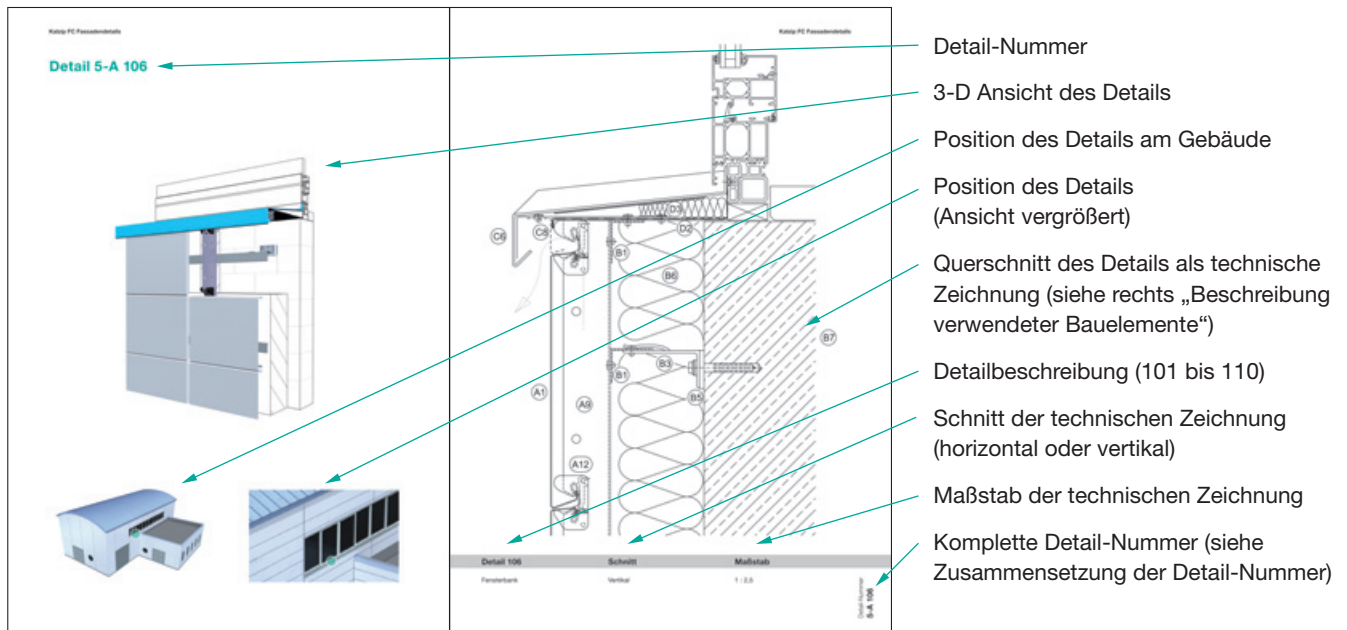 Kalzip FC Fassadendetails
Detail 5-A 106
Kalzip FC Fassadendetails
C6
C8
D3
D2
B1
B6
B7
B1
B3
B5
A1
A9
A12
Detail 106 Schnitt Maßstab
Fensterbank Vertikal 1 : 2,5
Detail-Nummer
5-A 106
Detail-Nummer
3-D Ansicht des Details
Position des Details am Gebäude
Position des Details
(Ansicht vergrößert)
Querschnitt des Details als technische
Zeichnung (siehe rechts „Beschreibung
verwendeter Bauelemente“)
Detailbeschreibung (101 bis 110)
Schnitt der technischen Zeichnung
(horizontal oder vertikal)
Maßstab der technischen Zeichnung
Komplette Detail-Nummer (siehe
Zusammensetzung der Detail-Nummer)